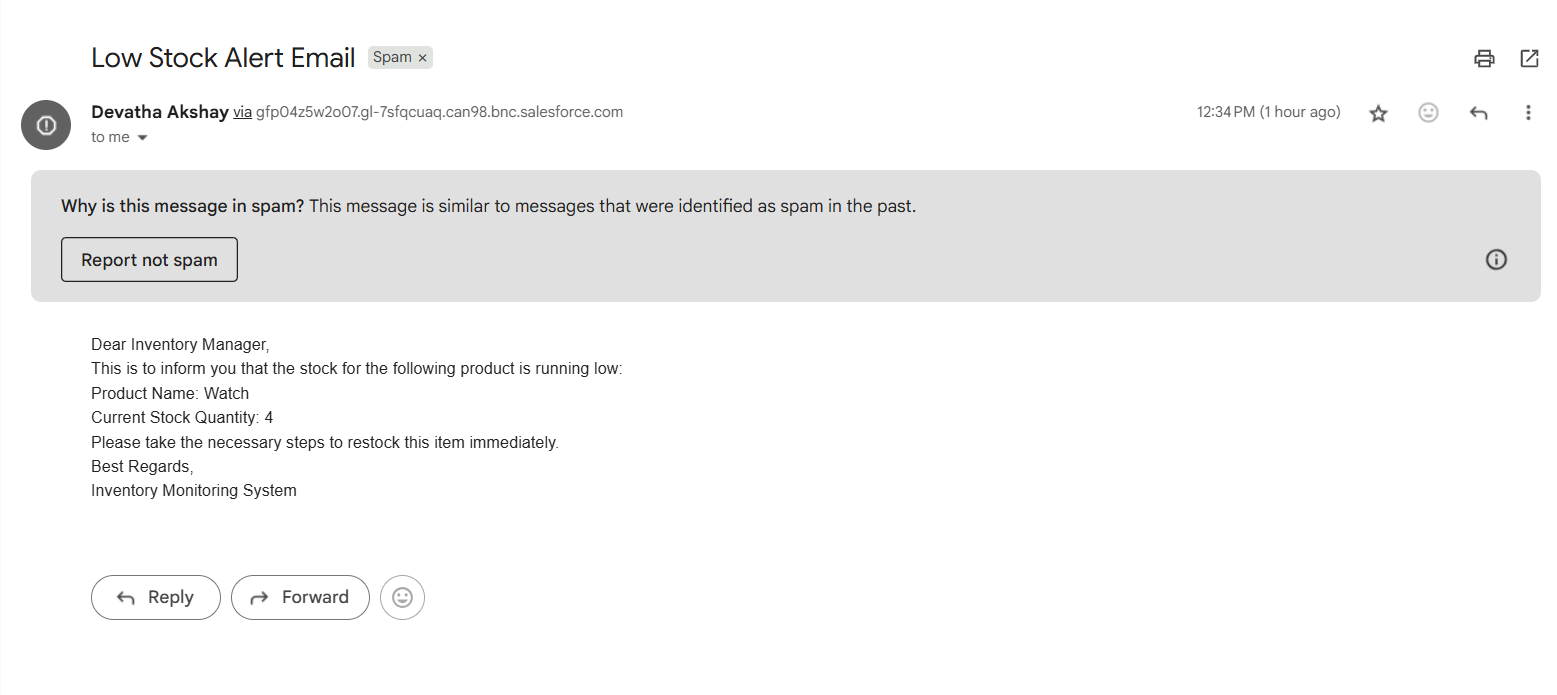 Low Stock Alert Email Spam ×
Devatha Akshay via gfp04z5w2o07.gl-7sfqcuaq.can98.bnc.salesforce.com 12:34 PM (1 hour ago)
to me
Why is this message in spam? This message is similar to messages that were identified as spam in the past.
Report not spam
Dear Inventory Manager,
This is to inform you that the stock for the following product is running low:
Product Name: Watch
Current Stock Quantity: 4
Please take the necessary steps to restock this item immediately.
Best Regards,
Inventory Monitoring System
Reply Forward